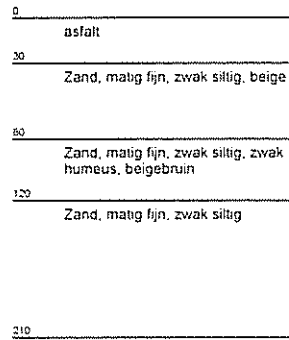 0
asfalt
30
Zand, matig fijn, zwak siltig, beige
80
Zand, matig fijn, zwak siltig, zwak
humeus, beigebruin
120
Zand, matig fijn, zwak siltig
210